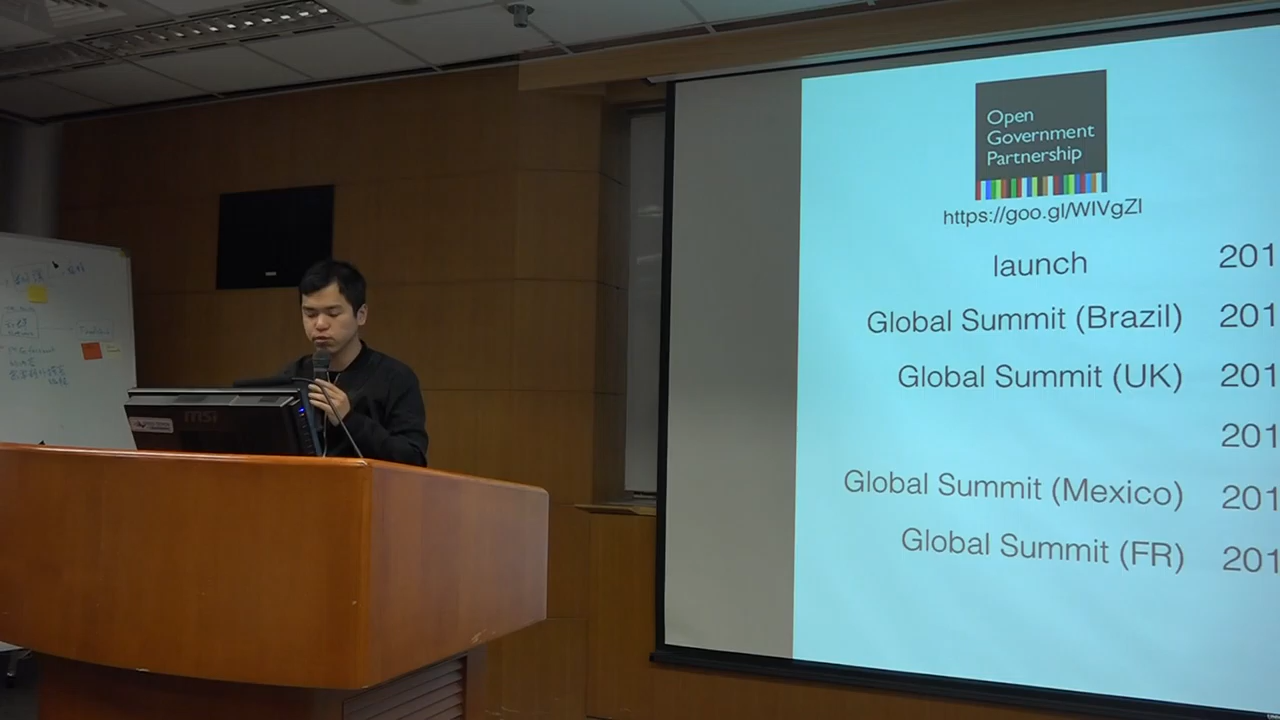 Open
Government
Partnership
https://goo.gl/WIVgZI
launch 201
Global Summit (Brazil) 201
Global Summit (UK) 201
201
Global Summit (Mexico) 201
Global Summit (FR) 201
msi